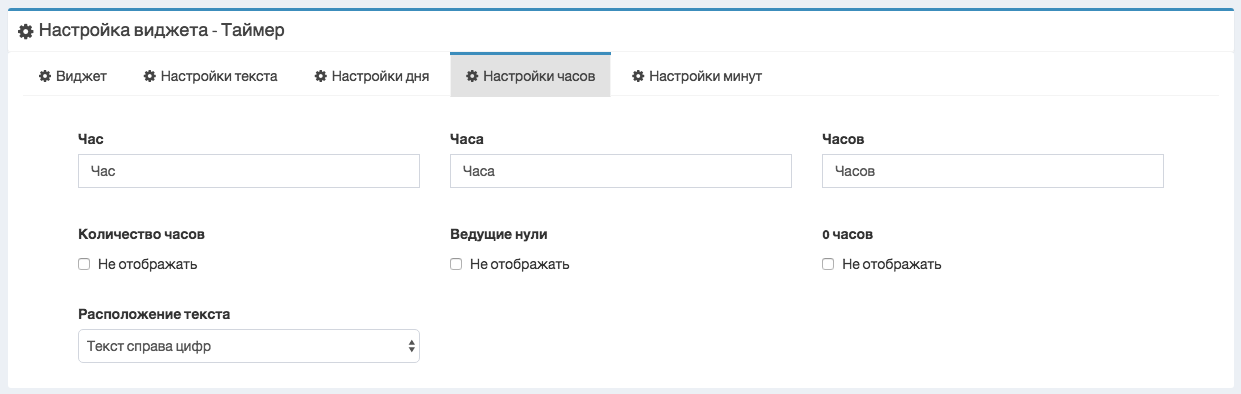 Настройка виджета - Таймер
Виджет Настройки текста Настройки дня Настройки часов Настройки минут
Час Часа Часов
Час Часа Часов
Количество часов Ведущие нули 0 часов
Не отображать Не отображать Не отображать
Расположение текста
Текст справа цифр